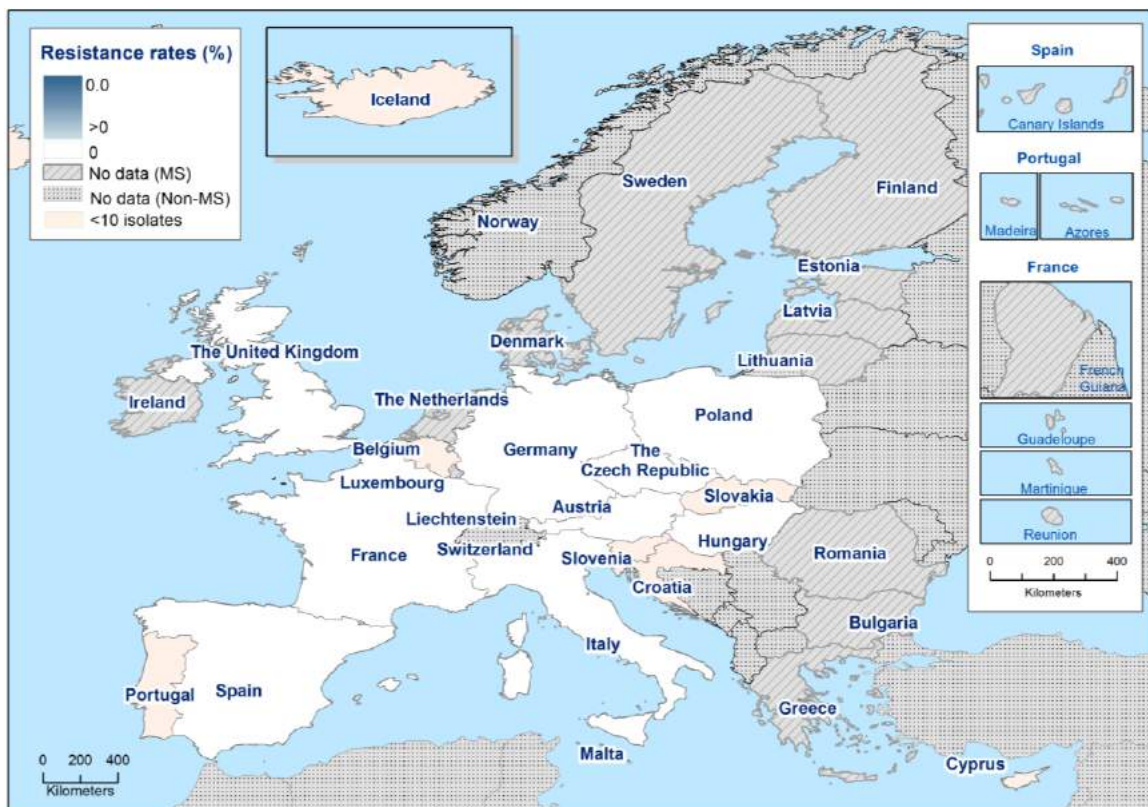 Resistance rates (%)
0.0
>0
0
No data (MS)
No data (Non-MS)
<10 isolates
Iceland
Spain
Canary Islands
Portugal
Madeira
Azores
France
French
Guiana
Guadeloupe
Martinique
Reunion
0 200 400
Kilometers
Sweden
Finland
Norway
Estonia
Latvia
Denmark
Lithuania
The United Kingdom
Ireland
The Netherlands
Poland
Belgium
Germany
The
Czech Republic
Luxembourg
Slovakia
Austria
Liechtenstein
Switzerland
Hungary
France
Slovenia
Romania
Croatia
Bulgaria
Italy
Portugal
Spain
Greece
Malta
Cyprus
0 200 400
Kilometers